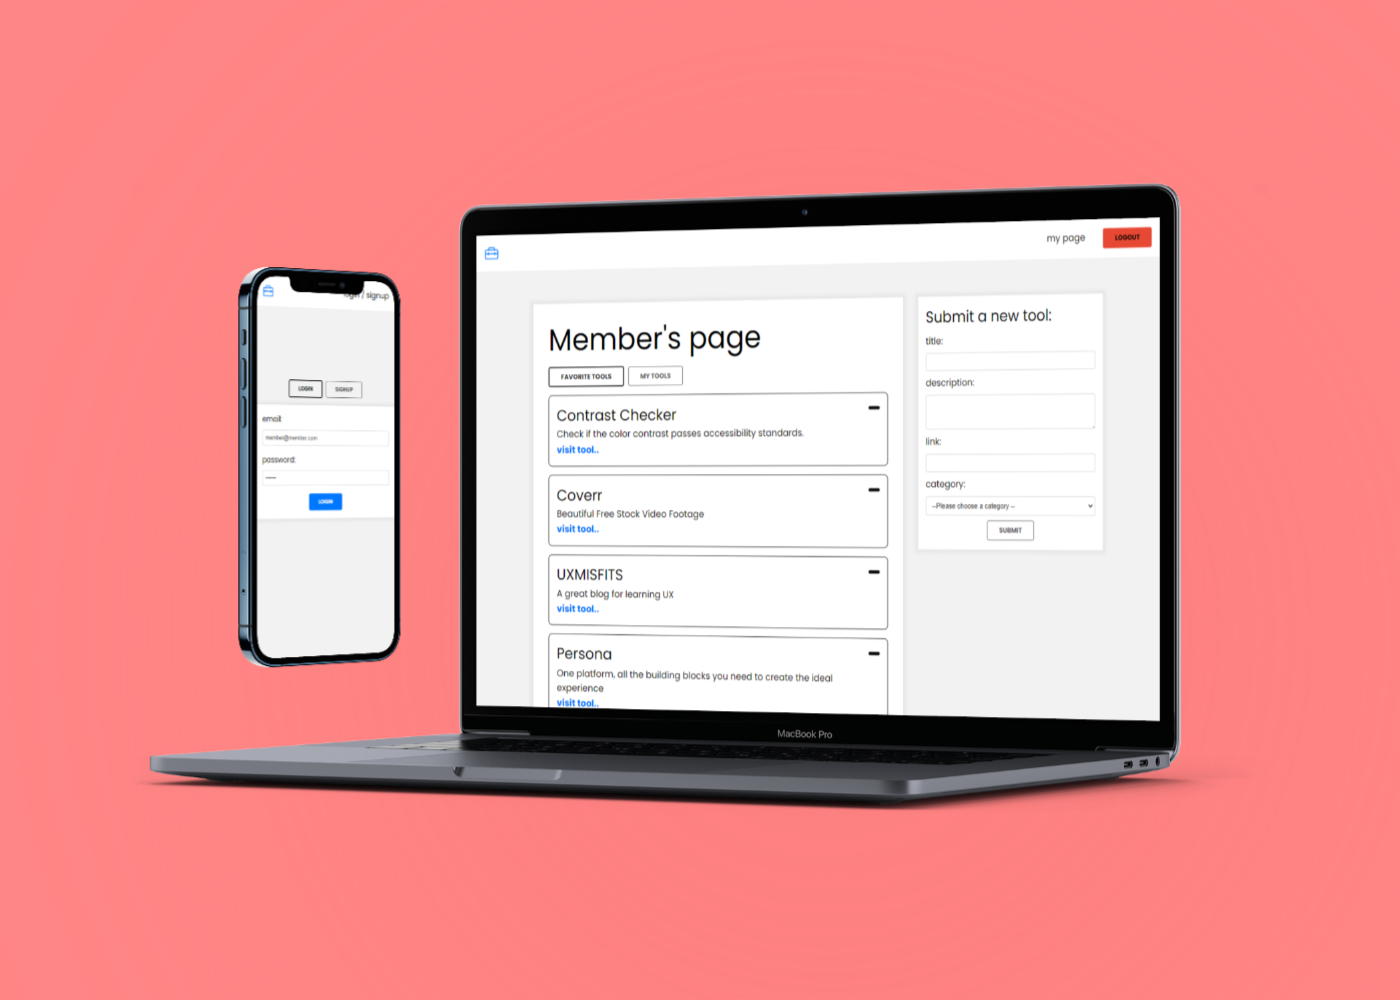 login / signup
LOGIN
SIGNUP
email:
member@member.com
password:
LOGIN
my page
LOGOUT
Member's page
FAVORITE TOOLS
MY TOOLS
Contrast Checker
Check if the color contrast passes accessibility standards.
visit tool..
Coverr
Beautiful Free Stock Video Footage
visit tool..
UXMISFITS
A great blog for learning UX
visit tool..
Persona
One platform, all the building blocks you need to create the ideal
experience
visit tool..
Submit a new tool:
title:
description:
link:
category:
--Please choose a category --
SUBMIT
MacBook Pro